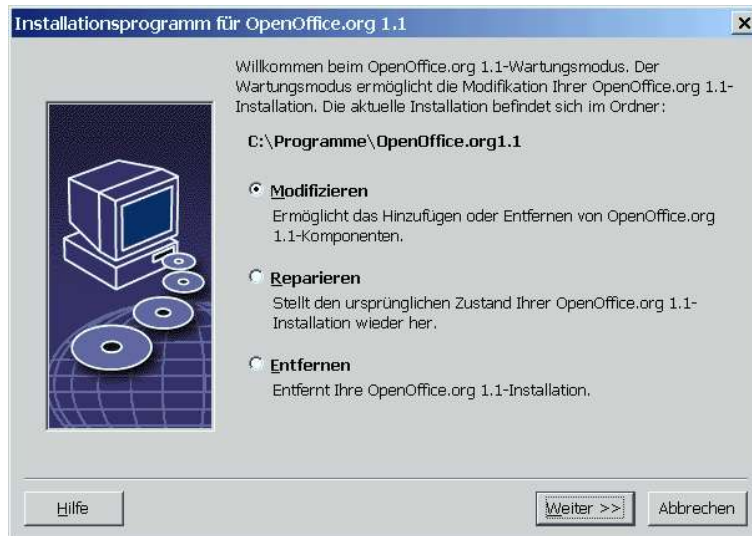 Installationsprogramm für OpenOffice.org 1.1
Willkommen beim OpenOffice.org 1.1-Wartungsmodus. Der
Wartungsmodus ermöglicht die Modifikation Ihrer OpenOffice.org 1.1-
Installation. Die aktuelle Installation befindet sich im Ordner:
C:\Programme\OpenOffice.org1.1
Modifizieren
Ermöglicht das Hinzufügen oder Entfernen von OpenOffice.org
1.1-Komponenten.
Reparieren
Stellt den ursprünglichen Zustand Ihrer OpenOffice.org 1.1-
Installation wieder her.
Entfernen
Entfernt Ihre OpenOffice.org 1.1-Installation.
Hilfe
Weiter >>
Abbrechen